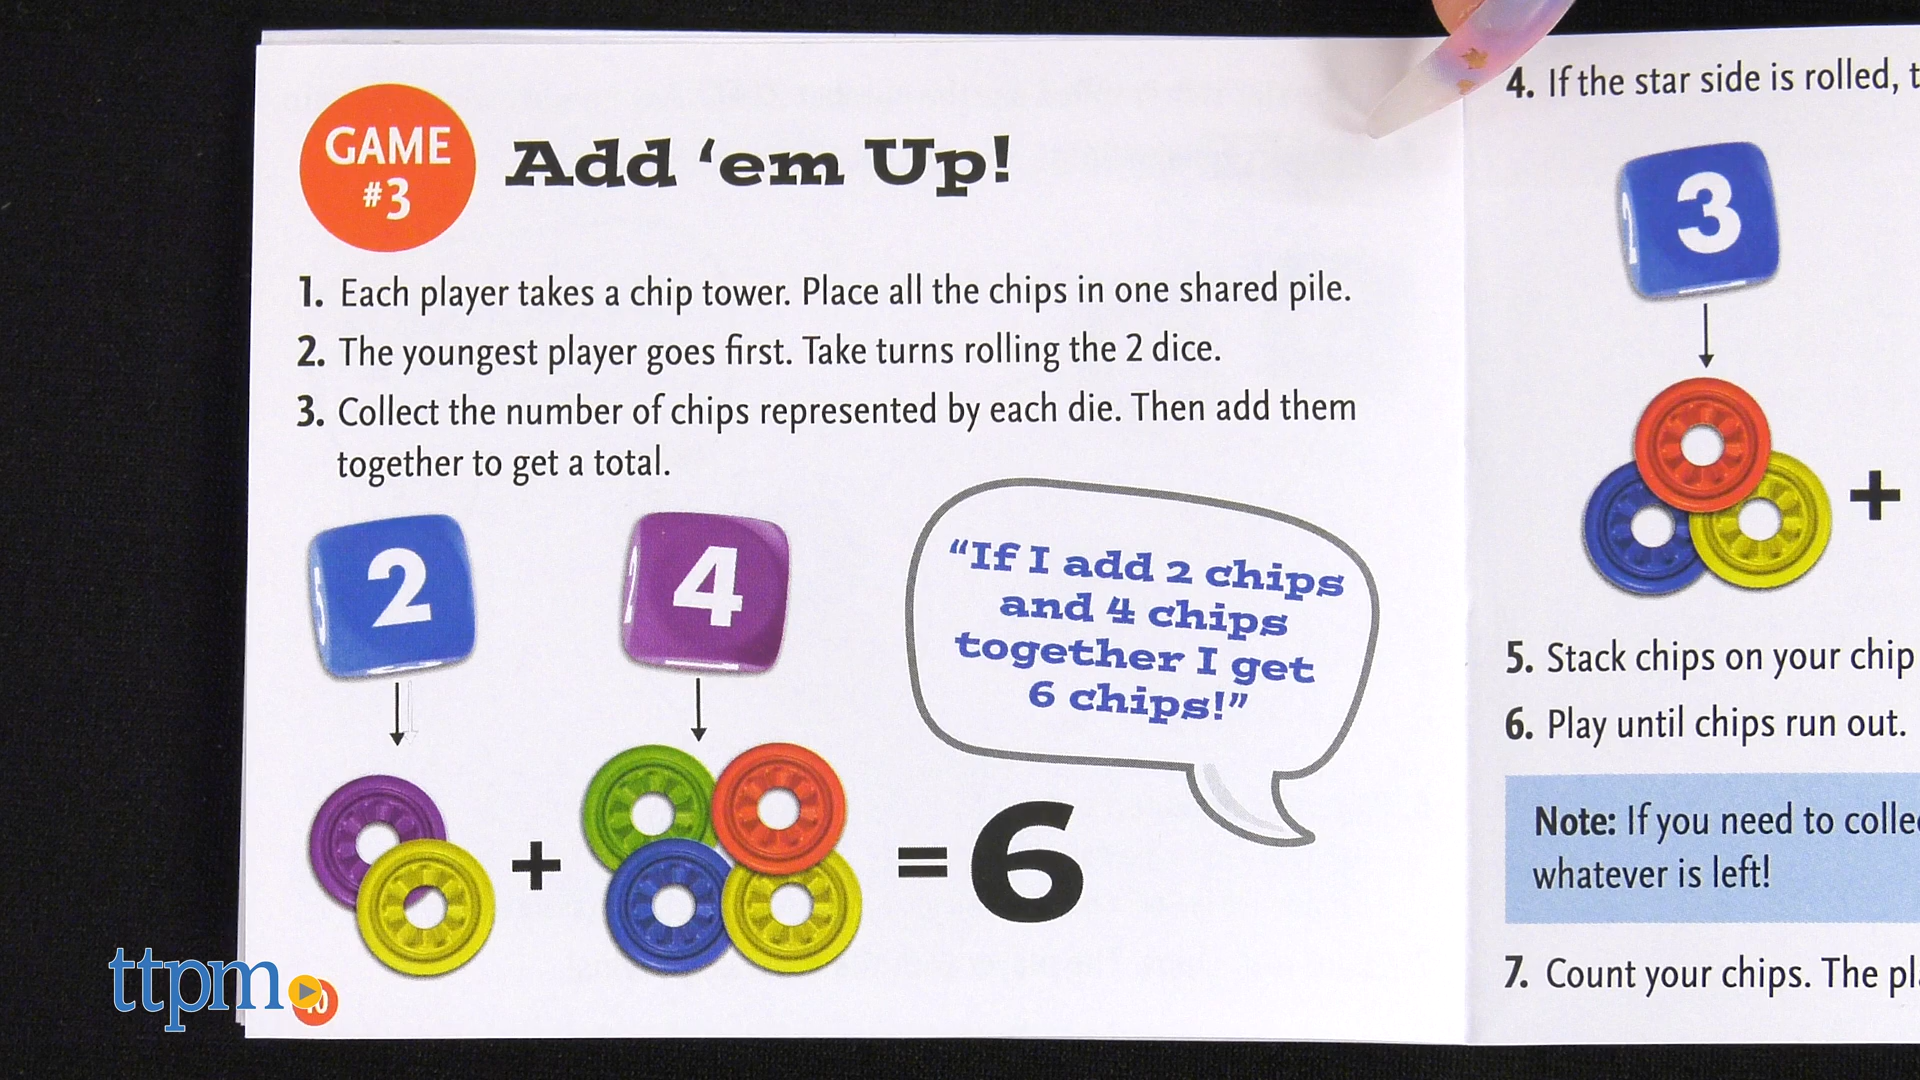 GAME
#3
Add ‘em Up!
1. Each player takes a chip tower. Place all the chips in one shared pile.
2. The youngest player goes first. Take turns rolling the 2 dice.
3. Collect the number of chips represented by each die. Then add them
together to get a total.
2
4
“If I add 2 chips
and 4 chips
together I get
6 chips!”
+
= 6
ttpm
4. If the star side is rolled, t
3
+
5. Stack chips on your chip
6. Play until chips run out.
Note: If you need to colle
whatever is left!
7. Count your chips. The pl